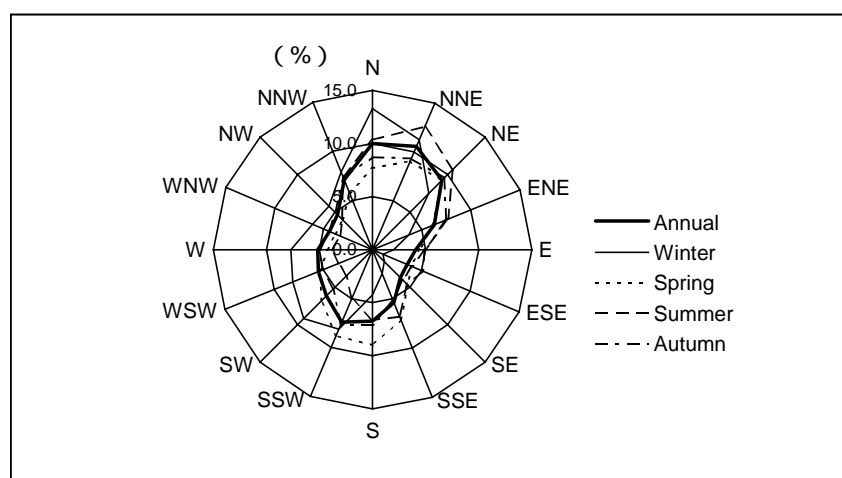 (%)
N
15.0
NNW
NNE
NW
NE
10.0
WNW
ENE
5.0
Annual
W
0.0
E
Winter
Spring
WSW
ESE
Summer
Autumn
SW
SE
SSW
SSE
S